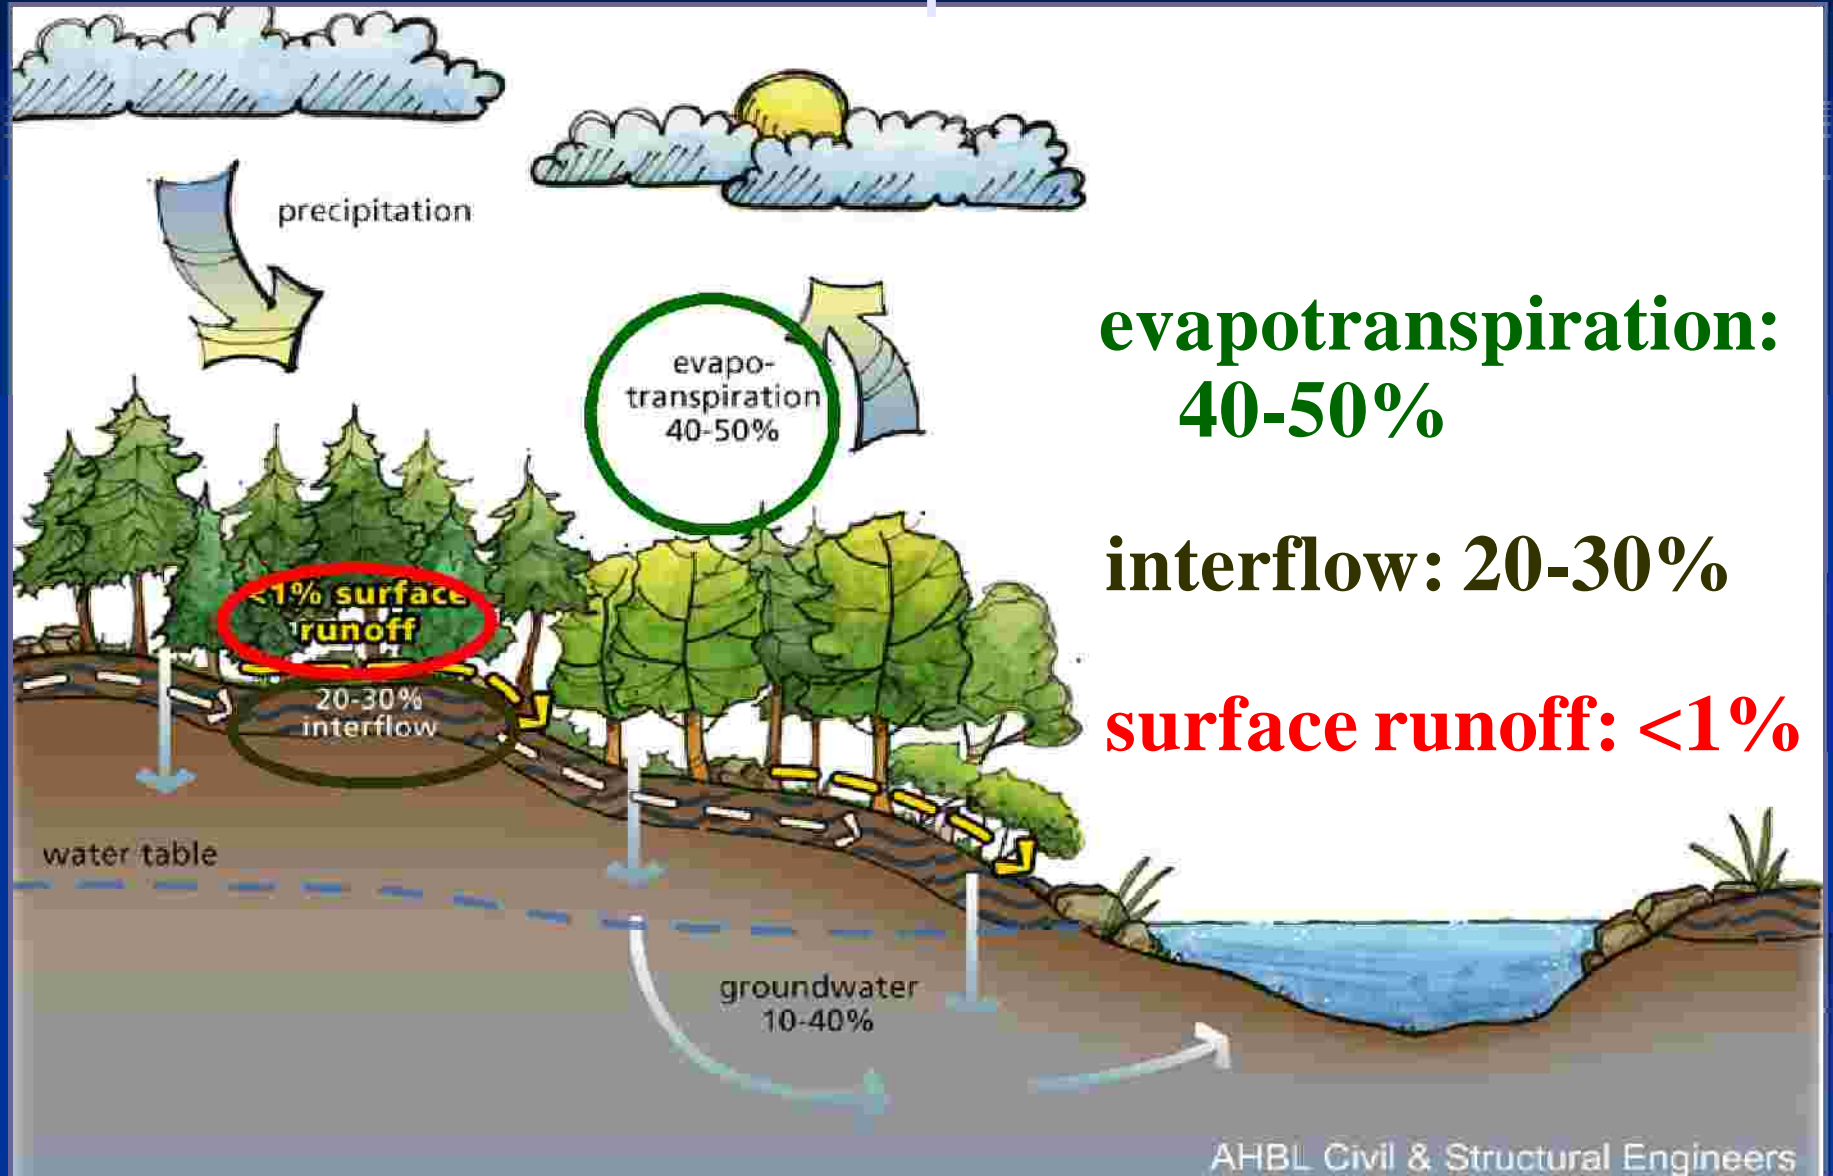 precipitation
evapo-
transpiration
40-50%
evapotranspiration:
40-50%
interflow: 20-30%
surface runoff: <1%
<1% surface
runoff
20-30%
interflow
water table
groundwater
10-40%
AHBL Civil & Structural Engineers